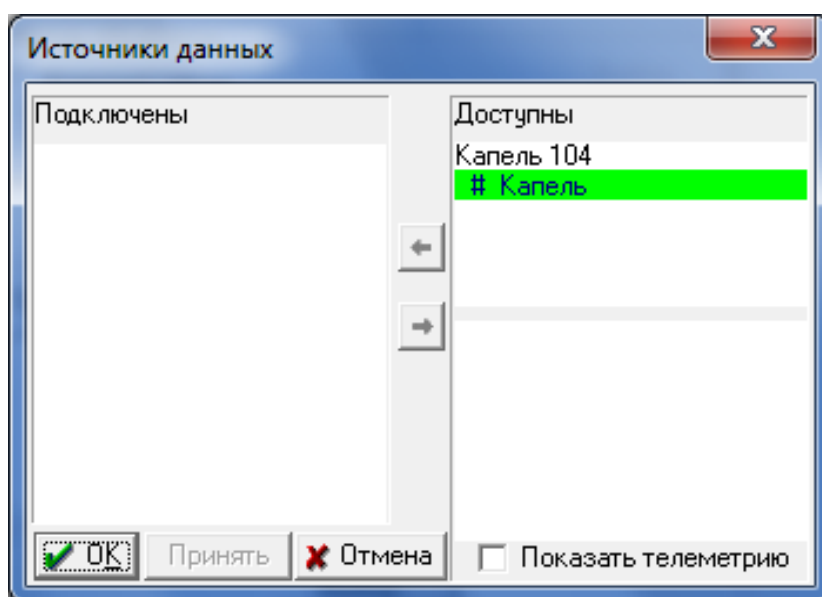 Источники данных
Подключены
Доступны
Капель 104
# Капель
OK
Принять
Отмена
Показать телеметрию